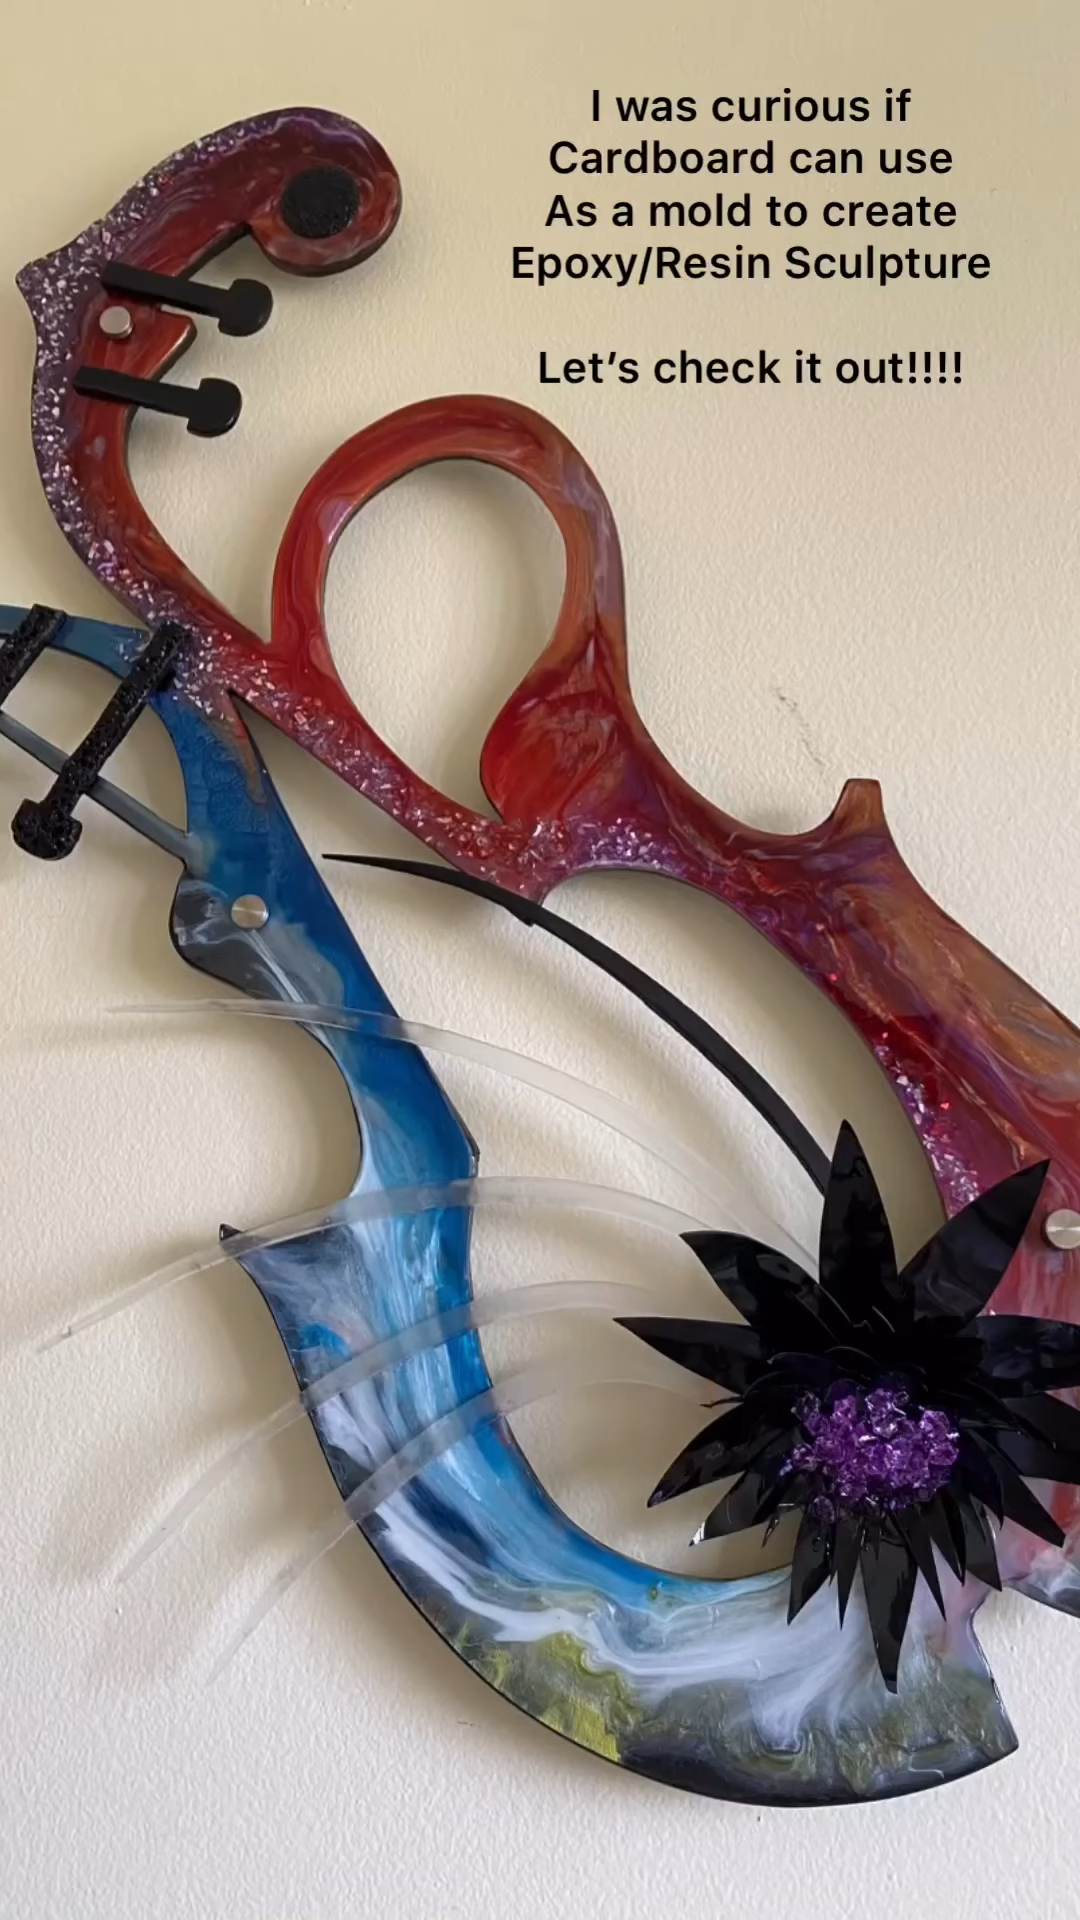 I was curious if
Cardboard can use
As a mold to create
Epoxy/Resin Sculpture
Let’s check it out!!!!